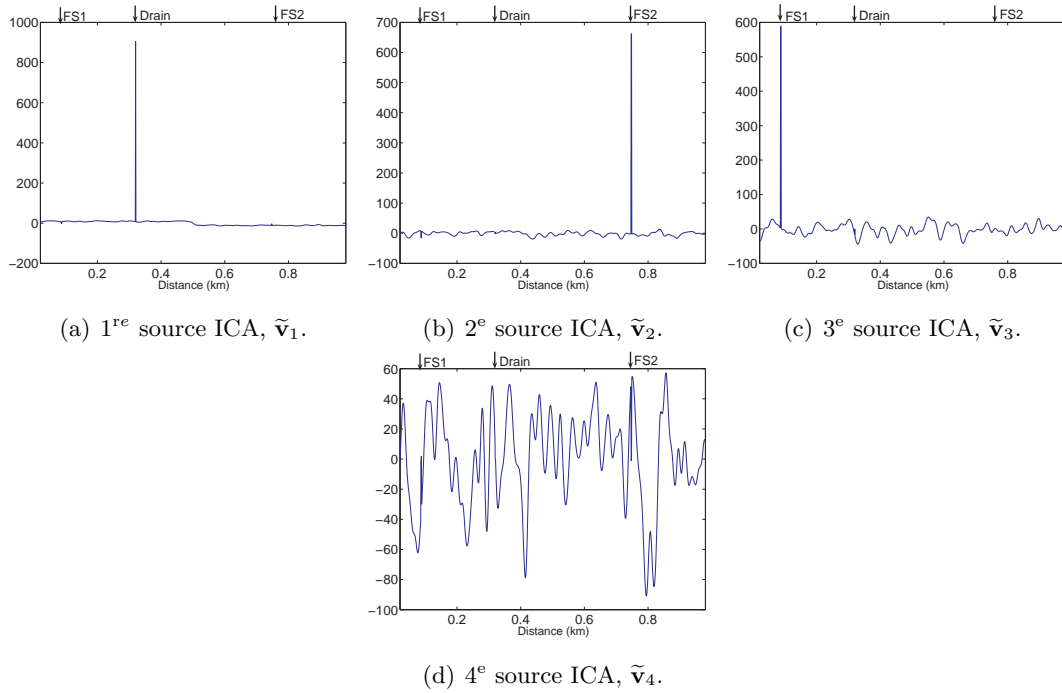 FS1 Drain FS2
1000
800
600
400
200
0
−200
0.2 0.4 0.6 0.8
Distance (km)
(a) 1re source ICA, ṽ1.
FS1 Drain FS2
700
600
500
400
300
200
100
0
−100
0.2 0.4 0.6 0.8
Distance (km)
(b) 2e source ICA, ṽ2.
FS1 Drain FS2
600
500
400
300
200
100
0
−100
0.2 0.4 0.6 0.8
Distance (km)
(c) 3e source ICA, ṽ3.
FS1 Drain FS2
60
40
20
0
−20
−40
−60
−80
−100
0.2 0.4 0.6 0.8
Distance (km)
(d) 4e source ICA, ṽ4.